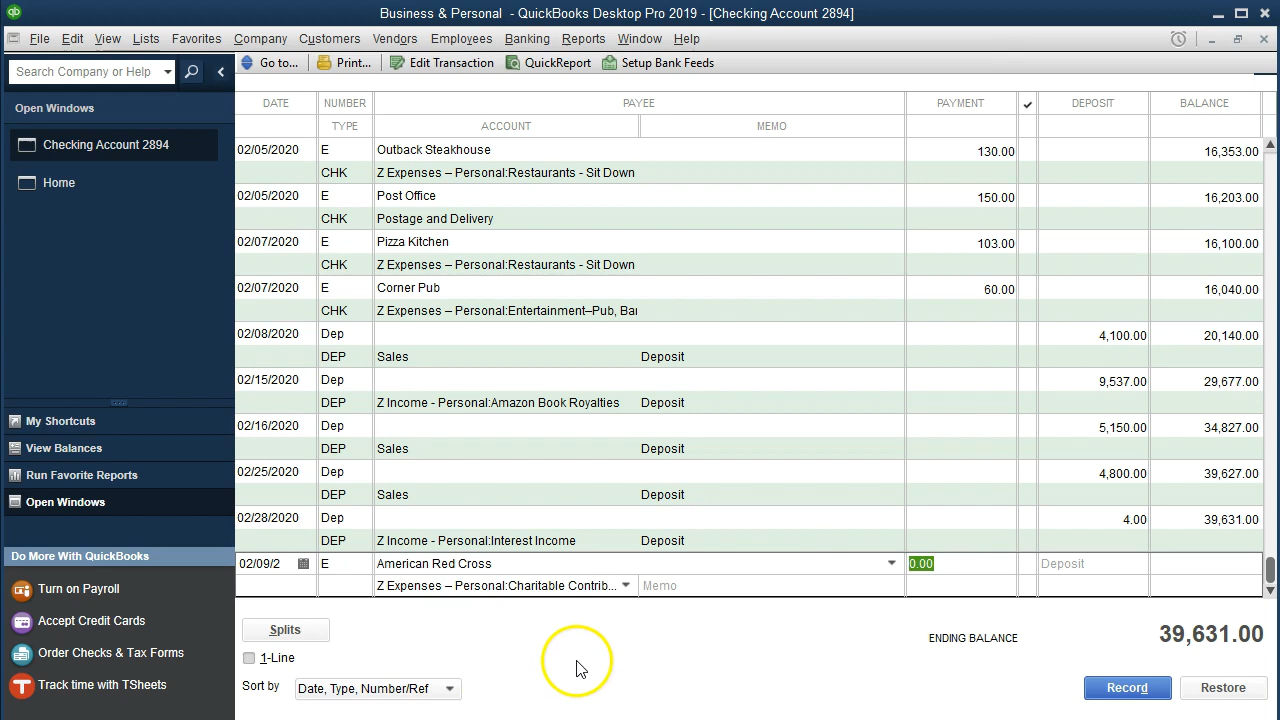 Business & Personal - QuickBooks Desktop Pro 2019 - [Checking Account 2894]
File Edit View Lists Favorites Company Customers Vendors Employees Banking Reports Window Help
Search Company or Help
Go to... Print... Edit Transaction QuickReport Setup Bank Feeds
Open Windows
Checking Account 2894
Home
My Shortcuts
View Balances
Run Favorite Reports
Open Windows
Do More With QuickBooks
Turn on Payroll
Accept Credit Cards
Order Checks & Tax Forms
Track time with TSheets
DATE NUMBER PAYEE PAYMENT ✓ DEPOSIT BALANCE
TYPE ACCOUNT MEMO
02/05/2020 E Outback Steakhouse 130.00 16,353.00
CHK Z Expenses – Personal:Restaurants - Sit Down
02/05/2020 E Post Office 150.00 16,203.00
CHK Postage and Delivery
02/07/2020 E Pizza Kitchen 103.00 16,100.00
CHK Z Expenses – Personal:Restaurants - Sit Down
02/07/2020 E Corner Pub 60.00 16,040.00
CHK Z Expenses – Personal:Entertainment–Pub, Bar
02/08/2020 Dep 4,100.00 20,140.00
DEP Sales Deposit
02/15/2020 Dep 9,537.00 29,677.00
DEP Z Income - Personal:Amazon Book Royalties Deposit
02/16/2020 Dep 5,150.00 34,827.00
DEP Sales Deposit
02/25/2020 Dep 4,800.00 39,627.00
DEP Sales Deposit
02/28/2020 Dep 4.00 39,631.00
DEP Z Income - Personal:Interest Income Deposit
02/09/2 E American Red Cross 0.00 Deposit
Z Expenses – Personal:Charitable Contrib... Memo
Splits
ENDING BALANCE 39,631.00
1-Line
Sort by Date, Type, Number/Ref
Record Restore